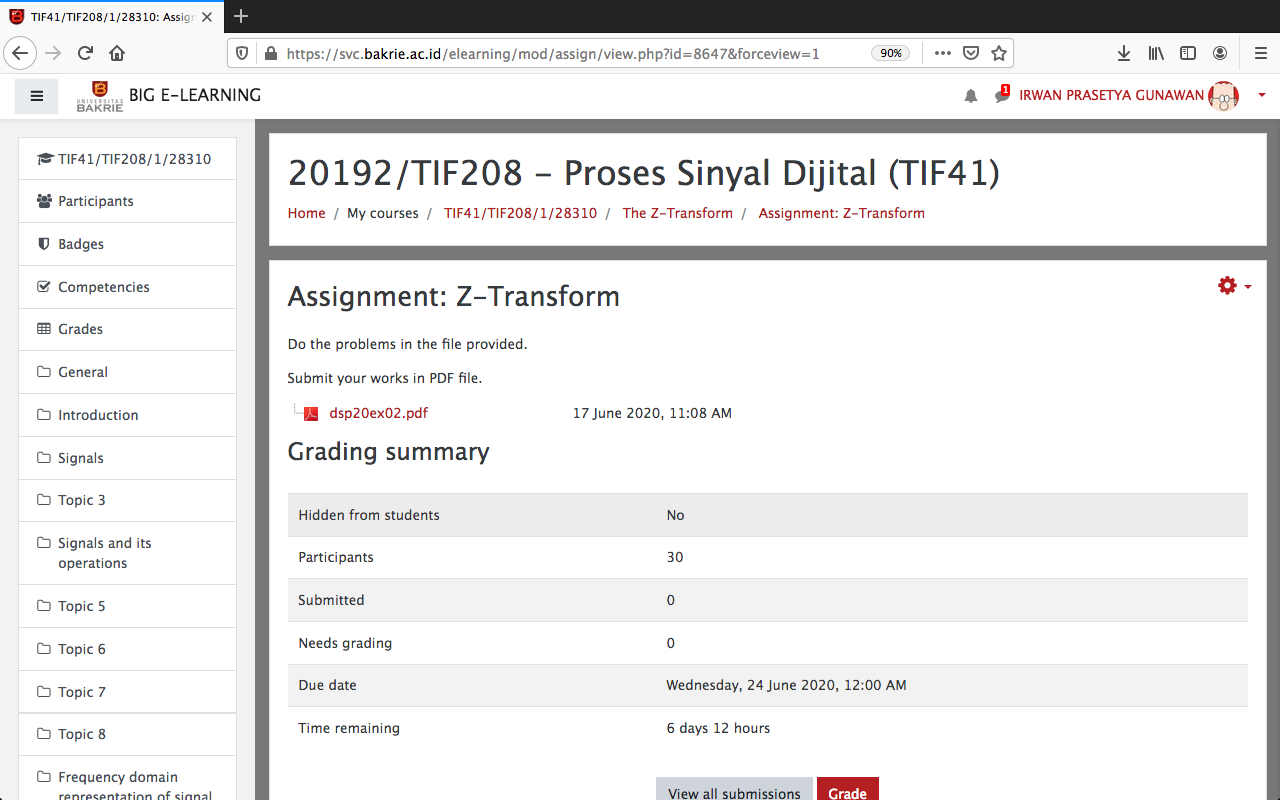 TIF41/TIF208/1/28310: Assign
https://svc.bakrie.ac.id/elearning/mod/assign/view.php?id=8647&forceview=1
90%
UNIVERSITAS
BAKRIE
BIG E-LEARNING
1
IRWAN PRASETYA GUNAWAN
TIF41/TIF208/1/28310
Participants
Badges
Competencies
Grades
General
Introduction
Signals
Topic 3
Signals and its
operations
Topic 5
Topic 6
Topic 7
Topic 8
Frequency domain
representation of signal
20192/TIF208 - Proses Sinyal Dijital (TIF41)
Home / My courses / TIF41/TIF208/1/28310 / The Z-Transform / Assignment: Z-Transform
Assignment: Z-Transform
Do the problems in the file provided.
Submit your works in PDF file.
dsp20ex02.pdf 17 June 2020, 11:08 AM
Grading summary
Hidden from students No
Participants 30
Submitted 0
Needs grading 0
Due date Wednesday, 24 June 2020, 12:00 AM
Time remaining 6 days 12 hours
View all submissions Grade